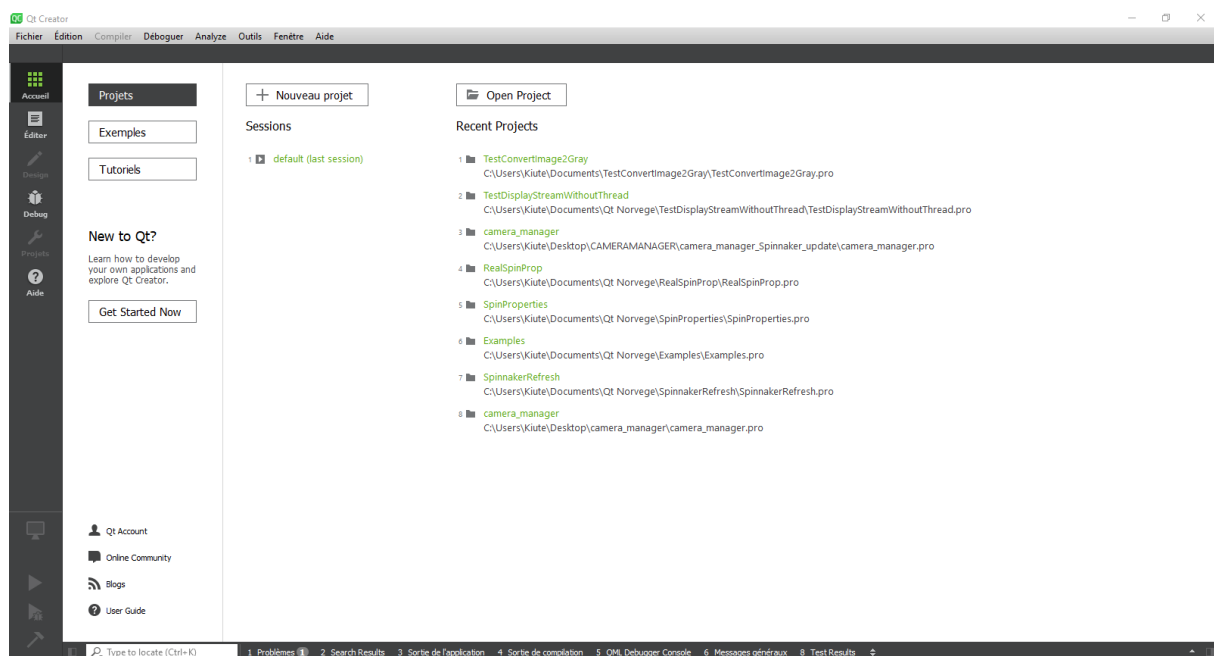 Qt Creator
Fichier Édition Compiler Déboguer Analyze Outils Fenêtre Aide
Accueil
Éditer
Design
Debug
Projets
Aide
Projets
Exemples
Tutoriels
New to Qt?
Learn how to develop
your own applications and
explore Qt Creator.
Get Started Now
Qt Account
Online Community
Blogs
User Guide
Nouveau projet
Sessions
1 default (last session)
Open Project
Recent Projects
1 TestConvertImage2Gray
C:\Users\Kiute\Documents\TestConvertImage2Gray\TestConvertImage2Gray.pro
2 TestDisplayStreamWithoutThread
C:\Users\Kiute\Documents\Qt Norvege\TestDisplayStreamWithoutThread\TestDisplayStreamWithoutThread.pro
3 camera_manager
C:\Users\Kiute\Desktop\CAMERAMANAGER\camera_manager_Spinnaker_update\camera_manager.pro
4 RealSpinProp
C:\Users\Kiute\Documents\Qt Norvege\RealSpinProp\RealSpinProp.pro
5 SpinProperties
C:\Users\Kiute\Documents\Qt Norvege\SpinProperties\SpinProperties.pro
6 Examples
C:\Users\Kiute\Documents\Qt Norvege\Examples\Examples.pro
7 SpinnakerRefresh
C:\Users\Kiute\Documents\Qt Norvege\SpinnakerRefresh\SpinnakerRefresh.pro
8 camera_manager
C:\Users\Kiute\Desktop\camera_manager\camera_manager.pro
Type to locate (Ctrl+K) 1 Problèmes 1 2 Search Results 3 Sortie de l'application 4 Sortie de compilation 5 QML Debugger Console 6 Messages généraux 8 Test Results